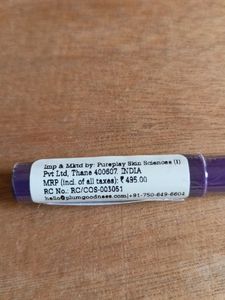 Imp & Mktd by: Pureplay Skin Sciences (I)
Pvt Ltd, Thane 400607, INDIA
MRP (incl. of all taxes): ₹ 495.00
RC No.: RC/COS-003051
hello@plumgoodness.com|+91-750-649-6604